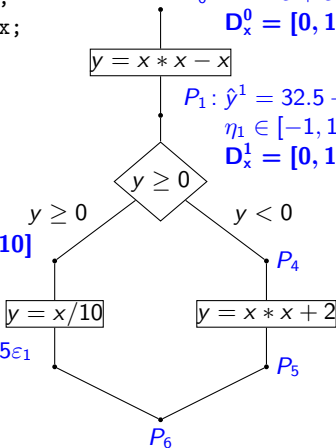 x;
D⁰ₓ = [0, 1
y = x * x − x
P₁: ŷ¹ = 32.5
η₁ ∈ [−1, 1
D¹ₓ = [0, 1
y ≥ 0
y ≥ 0
y < 0
10]
P₄
y = x/10
y = x * x + 2
5ε₁
P₅
P₆